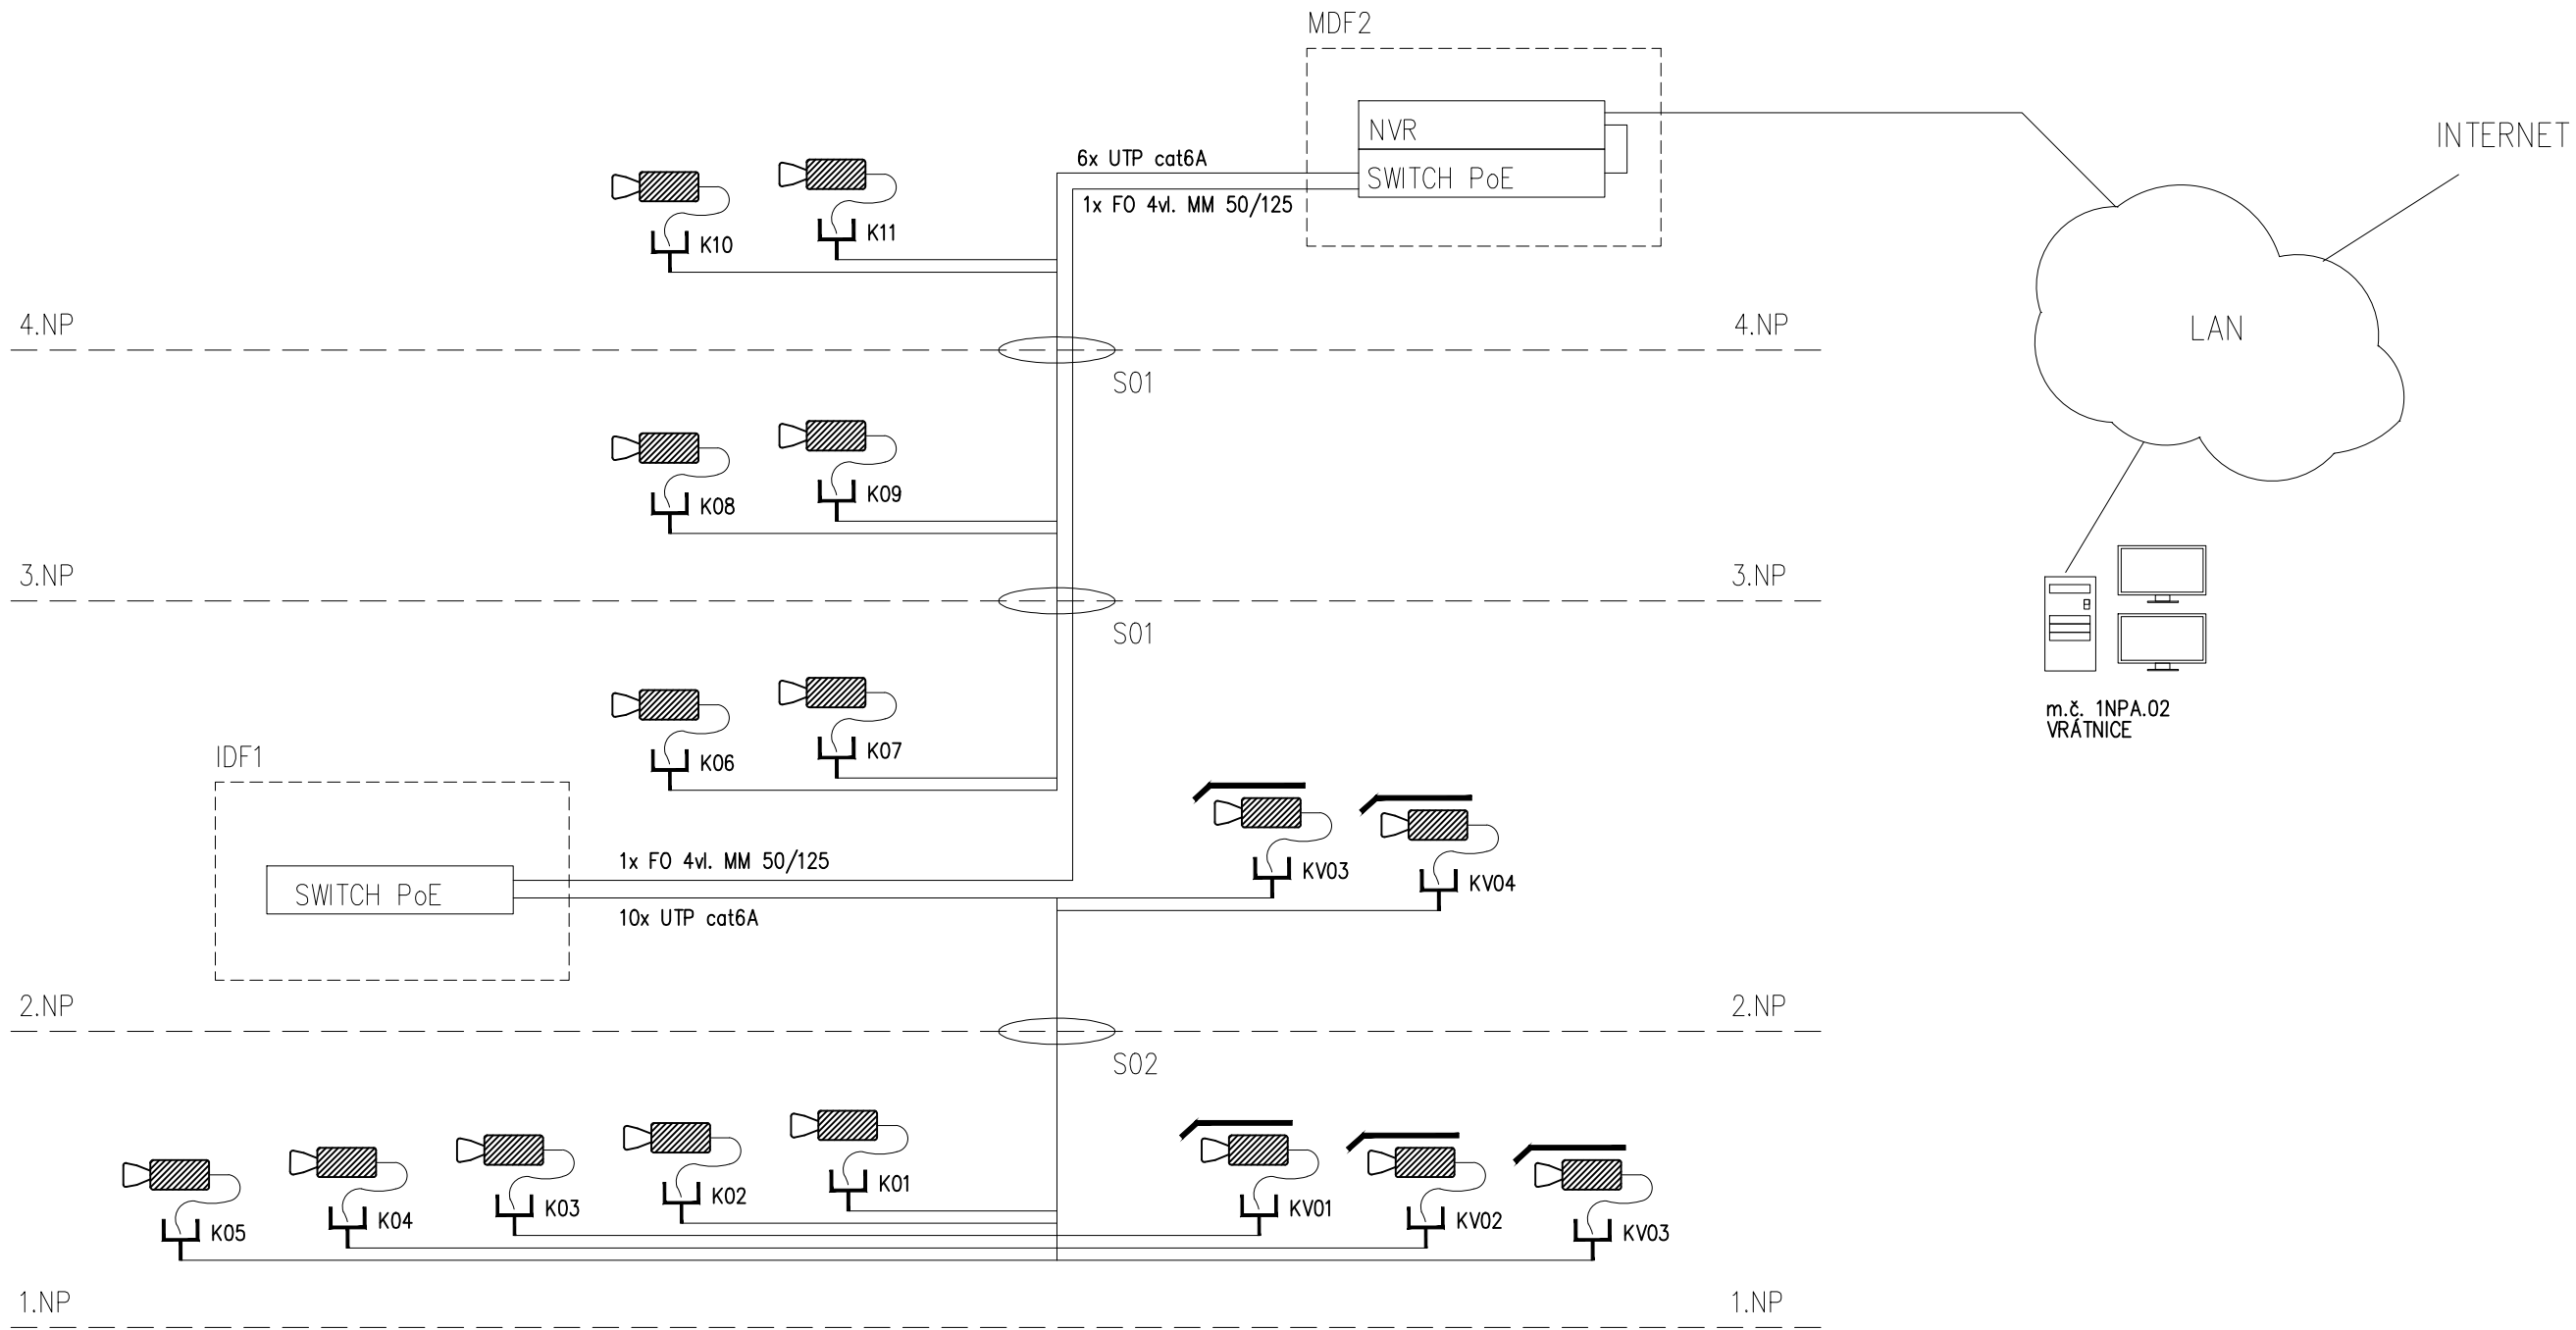 MDF2
NVR
SWITCH PoE
INTERNET
6x UTP cat6A
1x FO 4vl. MM 50/125
K10
K11
4.NP
4.NP
LAN
S01
K08
K09
3.NP
3.NP
S01
m.č. 1NPA.02
VRÁTNICE
K06
K07
IDF1
SWITCH PoE
1x FO 4vl. MM 50/125
10x UTP cat6A
KV03
KV04
2.NP
2.NP
S02
K05
K04
K03
K02
K01
KV01
KV02
KV03
1.NP
1.NP